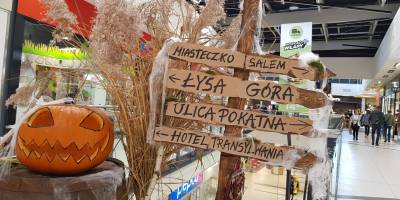 MIASTECZKO SALEM
ŁYSA GÓRA
ULICA POKĄTNA
HOTEL TRANSYLVANIA